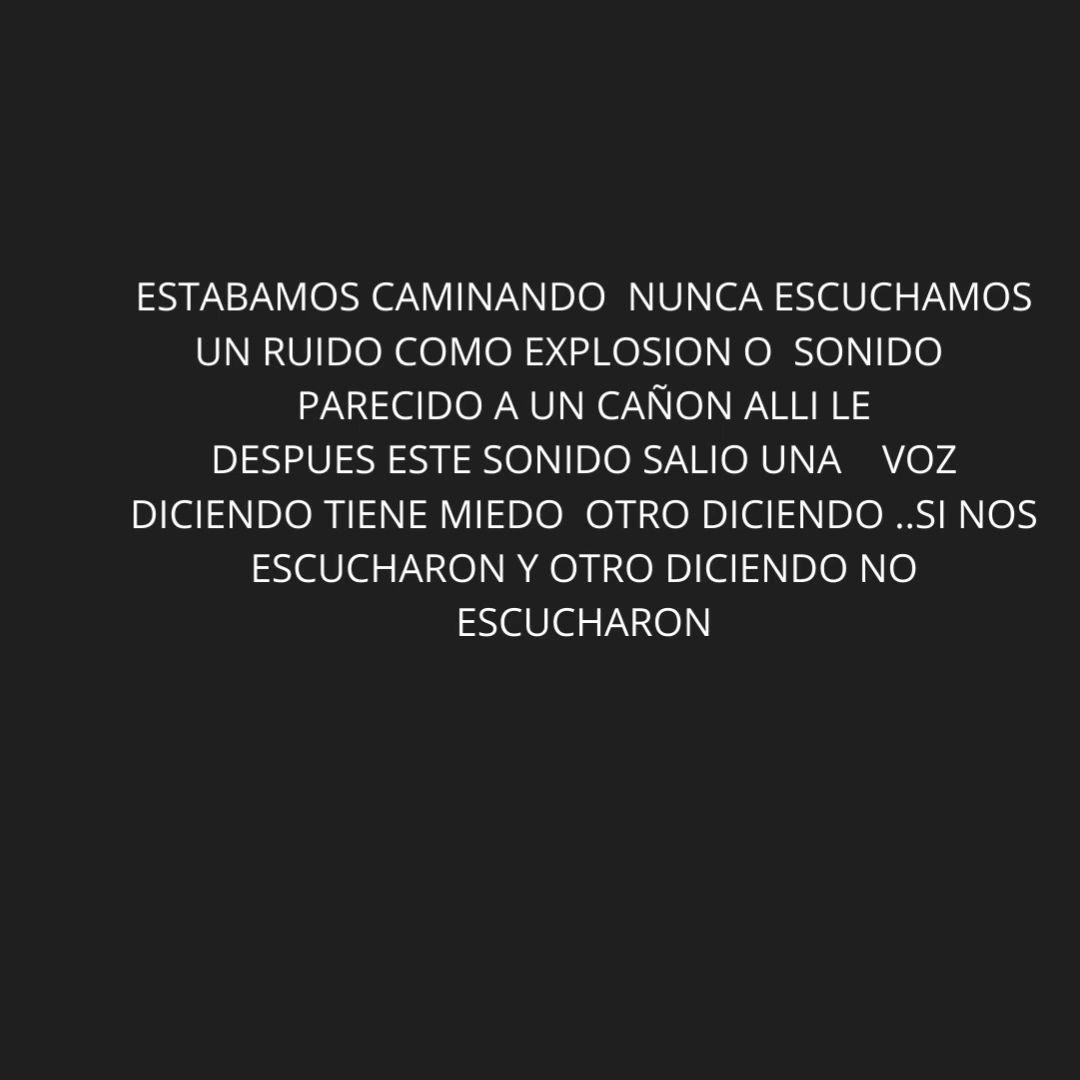 ESTABAMOS CAMINANDO NUNCA ESCUCHAMOS
UN RUIDO COMO EXPLOSION O SONIDO
PARECIDO A UN CAÑON ALLI LE
DESPUES ESTE SONIDO SALIO UNA VOZ
DICIENDO TIENE MIEDO OTRO DICIENDO ..SI NOS
ESCUCHARON Y OTRO DICIENDO NO
ESCUCHARON